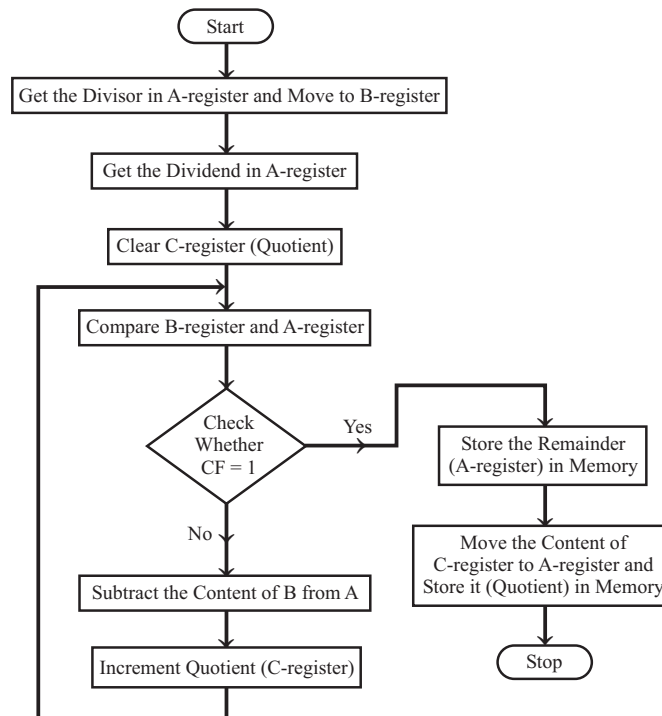 Start
Get the Divisor in A-register and Move to B-register
Get the Dividend in A-register
Clear C-register (Quotient)
Compare B-register and A-register
Check
Whether
CF = 1
Yes
No
Subtract the Content of B from A
Increment Quotient (C-register)
Store the Remainder
(A-register) in Memory
Move the Content of
C-register to A-register and
Store it (Quotient) in Memory
Stop